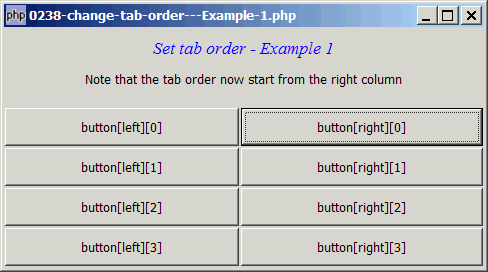 php 0238-change-tab-order---Example-1.php
Set tab order - Example 1
Note that the tab order now start from the right column
button[left][0] button[right][0]
button[left][1] button[right][1]
button[left][2] button[right][2]
button[left][3] button[right][3]